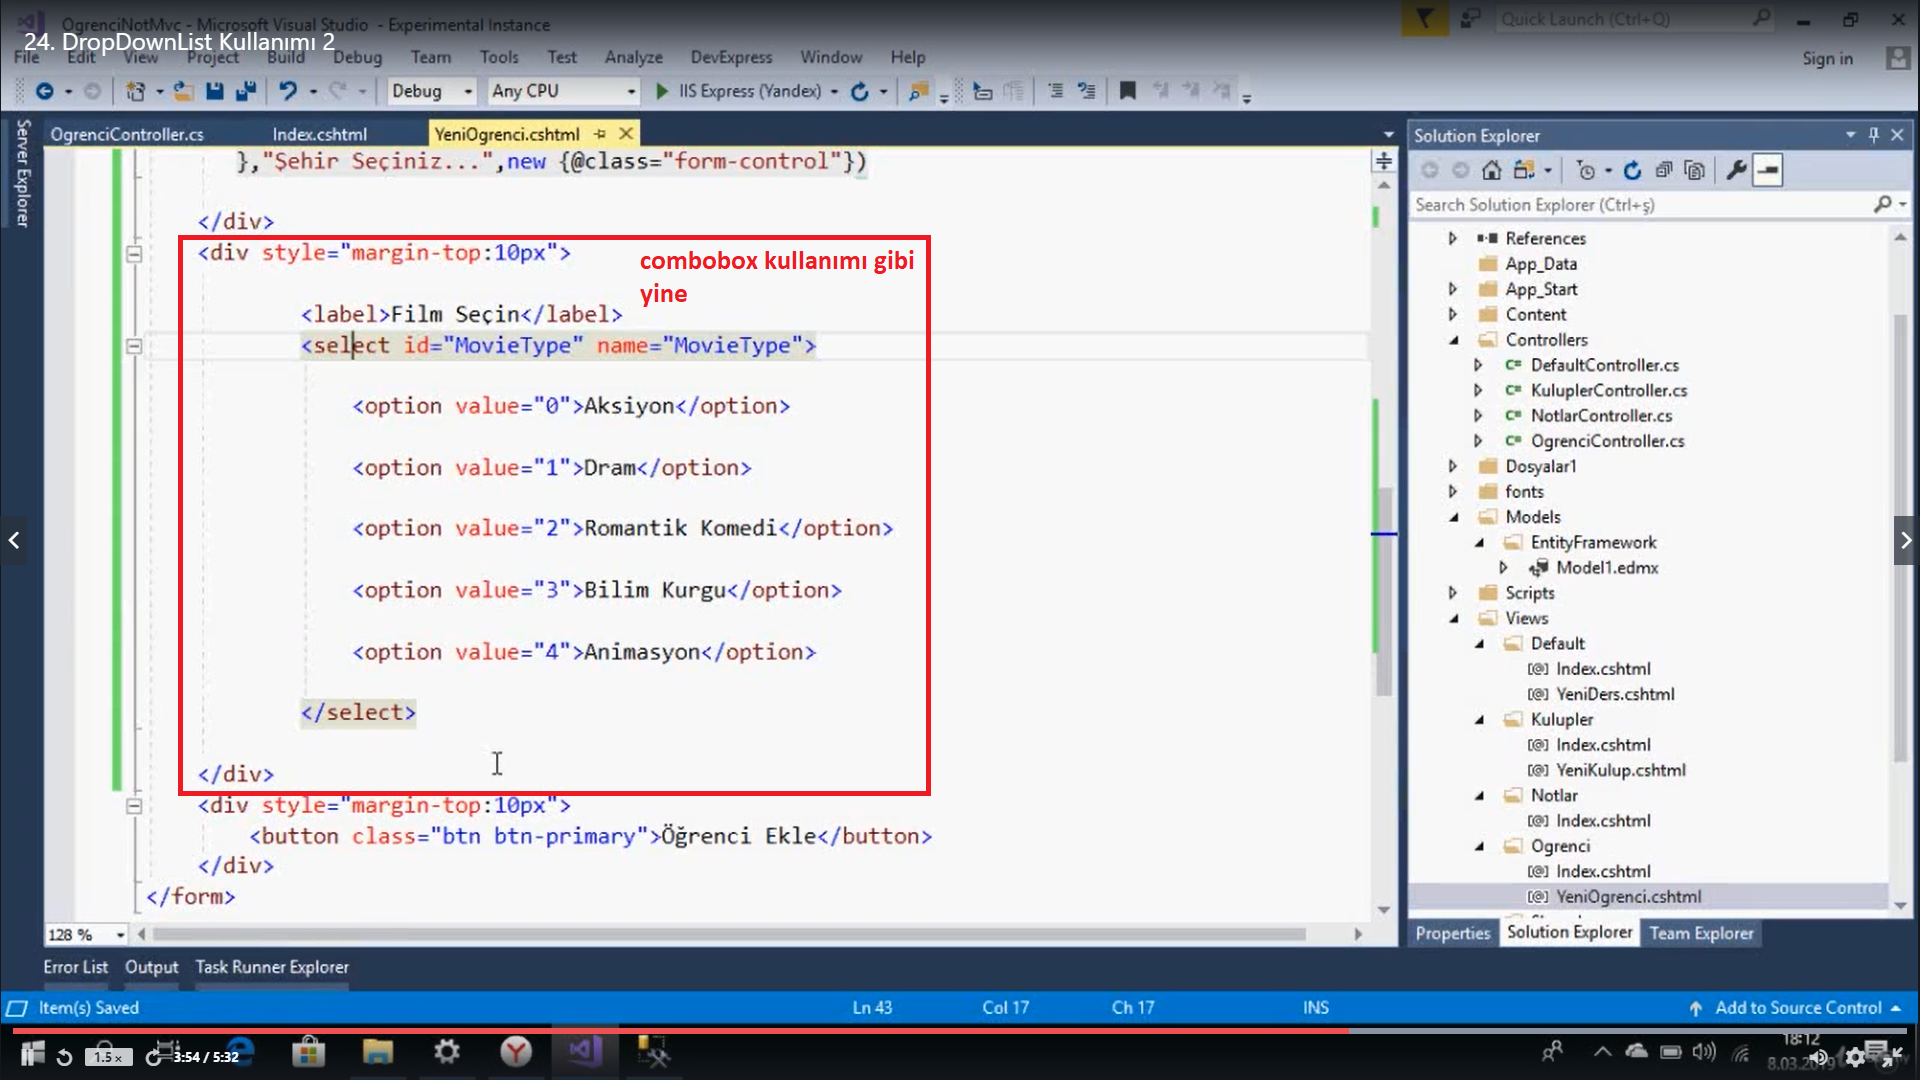 OgrenciNotMvc - Microsoft Visual Studio - Experimental Instance
Quick Launch (Ctrl+Q)
24. DropDownList Kullanımı 2
File Edit View Project Build Debug Team Tools Test Analyze DevExpress Window Help
Sign in
Debug Any CPU IIS Express (Yandex)
Server Explorer
OgrenciController.cs Index.cshtml YeniOgrenci.cshtml
},"Şehir Seçiniz...",new {@class="form-control"})
</div>
<div style="margin-top:10px">
combobox kullanımı gibi
yine
<label>Film Seçin</label>
<select id="MovieType" name="MovieType">
<option value="0">Aksiyon</option>
<option value="1">Dram</option>
<option value="2">Romantik Komedi</option>
<option value="3">Bilim Kurgu</option>
<option value="4">Animasyon</option>
</select>
</div>
<div style="margin-top:10px">
<button class="btn btn-primary">Öğrenci Ekle</button>
</div>
</form>
128 %
Solution Explorer
Search Solution Explorer (Ctrl+ş)
References
App_Data
App_Start
Content
Controllers
DefaultController.cs
KuluplerController.cs
NotlarController.cs
OgrenciController.cs
Dosyalar1
fonts
Models
EntityFramework
Model1.edmx
Scripts
Views
Default
Index.cshtml
YeniDers.cshtml
Kulupler
Index.cshtml
YeniKulup.cshtml
Notlar
Index.cshtml
Ogrenci
Index.cshtml
YeniOgrenci.cshtml
Properties Solution Explorer Team Explorer
Error List Output Task Runner Explorer
Item(s) Saved Ln 43 Col 17 Ch 17 INS Add to Source Control
1.5 x 3:54 / 5:32
18:12
8.03.2019